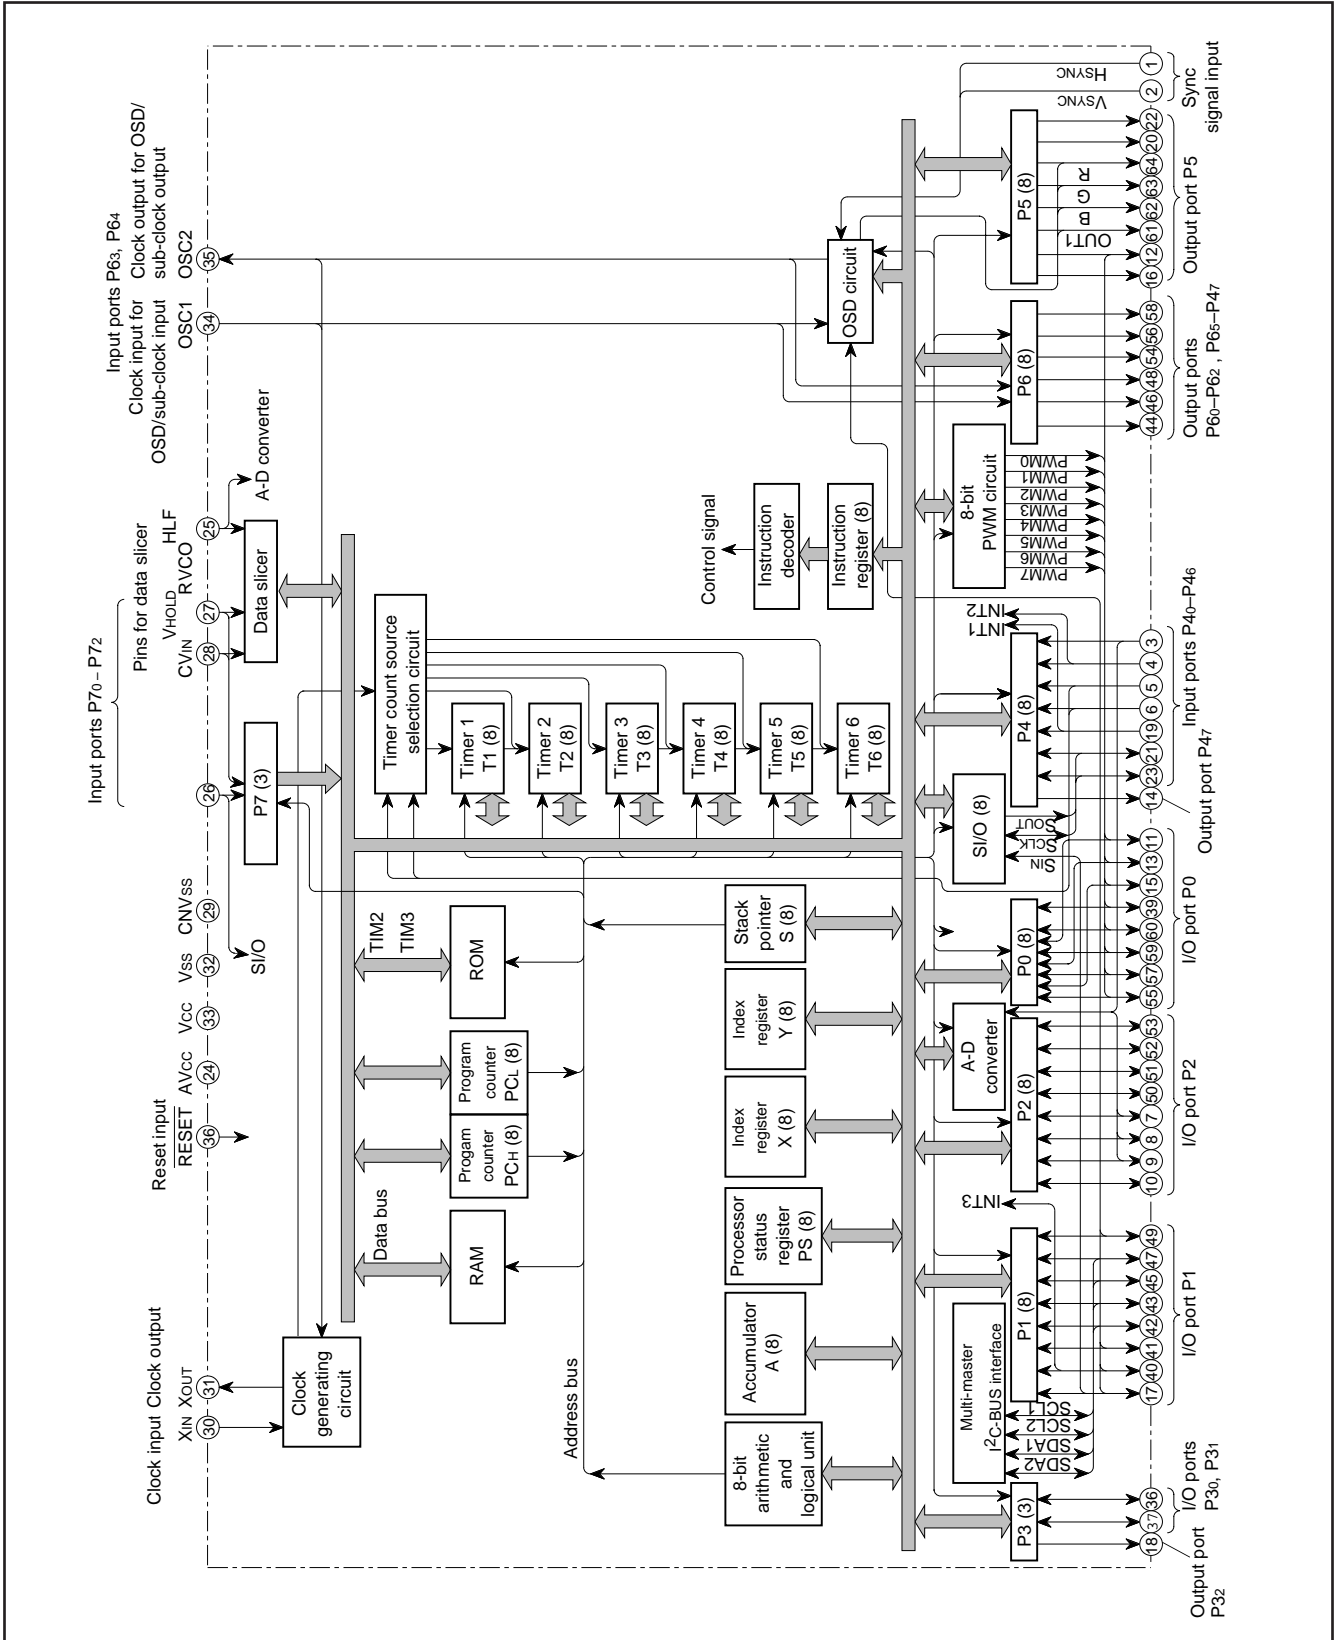 Input ports P63, P64
Clock input for
OSD/sub-clock input
OSC1
34
Clock output for OSD/
sub-clock output
OSC2
35
Input ports P70 – P72
Pins for data slicer
CVIN
28
VHOLD
27
RVCO
HLF
25
26
A-D converter
SI/O
CNVSS
29
VSS
32
VCC
33
AVCC
24
Reset input
RESET
36
Clock input
Clock output
XIN
30
XOUT
31
Clock
generating
circuit
P7 (3)
Data slicer
Data bus
RAM
Progam
counter
PCH (8)
Program
counter
PCL (8)
ROM
TIM2
TIM3
Timer count source
selection circuit
Timer 1
T1 (8)
Timer 2
T2 (8)
Timer 3
T3 (8)
Timer 4
T4 (8)
Timer 5
T5 (8)
Timer 6
T6 (8)
Address bus
8-bit
arithmetic
and
logical unit
Accumulator
A (8)
Processor
status
register
PS (8)
Index
register
X (8)
Index
register
Y (8)
Stack
pointer
S (8)
Control signal
Instruction
decoder
Instruction
register (8)
OSD circuit
P3 (3)
Multi-master
I2C-BUS interface
SDA2
SDA1
SCL2
SCL1
P1 (8)
INT3
P2 (8)
A-D
converter
P0 (8)
SI/O (8)
SIN
SCLK
SOUT
P4 (8)
INT1
INT2
8-bit
PWM circuit
PWM7
PWM6
PWM5
PWM4
PWM3
PWM2
PWM1
PWM0
P6 (8)
P5 (8)
OUT1
B
G
R
VSYNC
HSYNC
18
37
36
17
40
41
42
43
45
47
49
10
9
8
7
50
51
52
53
55
57
59
60
39
15
13
11
14
23
21
19
6
5
4
3
44
46
48
54
56
58
16
12
61
62
63
64
20
22
2
1
Output port
P32
I/O ports
P30, P31
I/O port P1
I/O port P2
I/O port P0
Output port P47
Input ports P40–P46
Output ports
P60–P62 , P65–P47
Output port P5
Sync
signal input